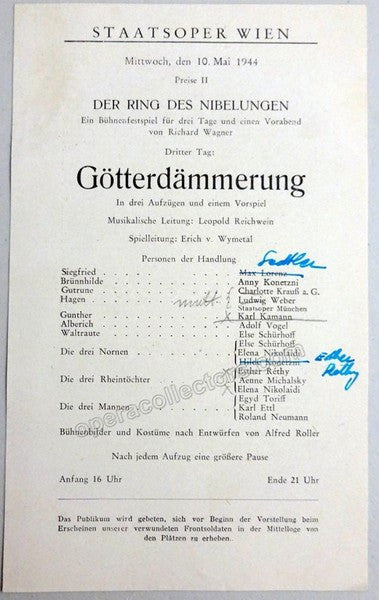 STAATSOPER WIEN
Mittwoch, den 10. Mai 1944
Preise II
DER RING DES NIBELUNGEN
Ein Bühnenfestspiel für drei Tage und einen Vorabend
von Richard Wagner
Dritter Tag:
Götterdämmerung
In drei Aufzügen und einem Vorspiel
Musikalische Leitung: Leopold Reichwein
Spielleitung: Erich v. Wymetal
Personen der Handlung
Siegfried Max Lorenz
Brünnhilde Anny Konetzni
Gutrune Charlotte Krauß a. G.
Hagen Ludwig Weber
Staatsoper München
Gunther Karl Kamann
Alberich Adolf Vogel
Waltraute Else Schürhoff
Else Schürhoff
Die drei Nornen Elena Nikolaidi
Hilde Konetzni
Esther Réthy
Esther Réthy
Die drei Rheintöchter Aenne Michalsky
Elena Nikolaidi
Egyd Toriff
Die drei Mannen Karl Ettl
Roland Neumann
Bühnenbilder und Kostüme nach Entwürfen von Alfred Roller
Nach jedem Aufzug eine größere Pause
Anfang 16 Uhr Ende 21 Uhr
Das Publikum wird gebeten, sich vor Beginn der Vorstellung beim
Erscheinen unserer verwundeten Frontsoldaten in der Mittelloge von
den Plätzen zu erheben.